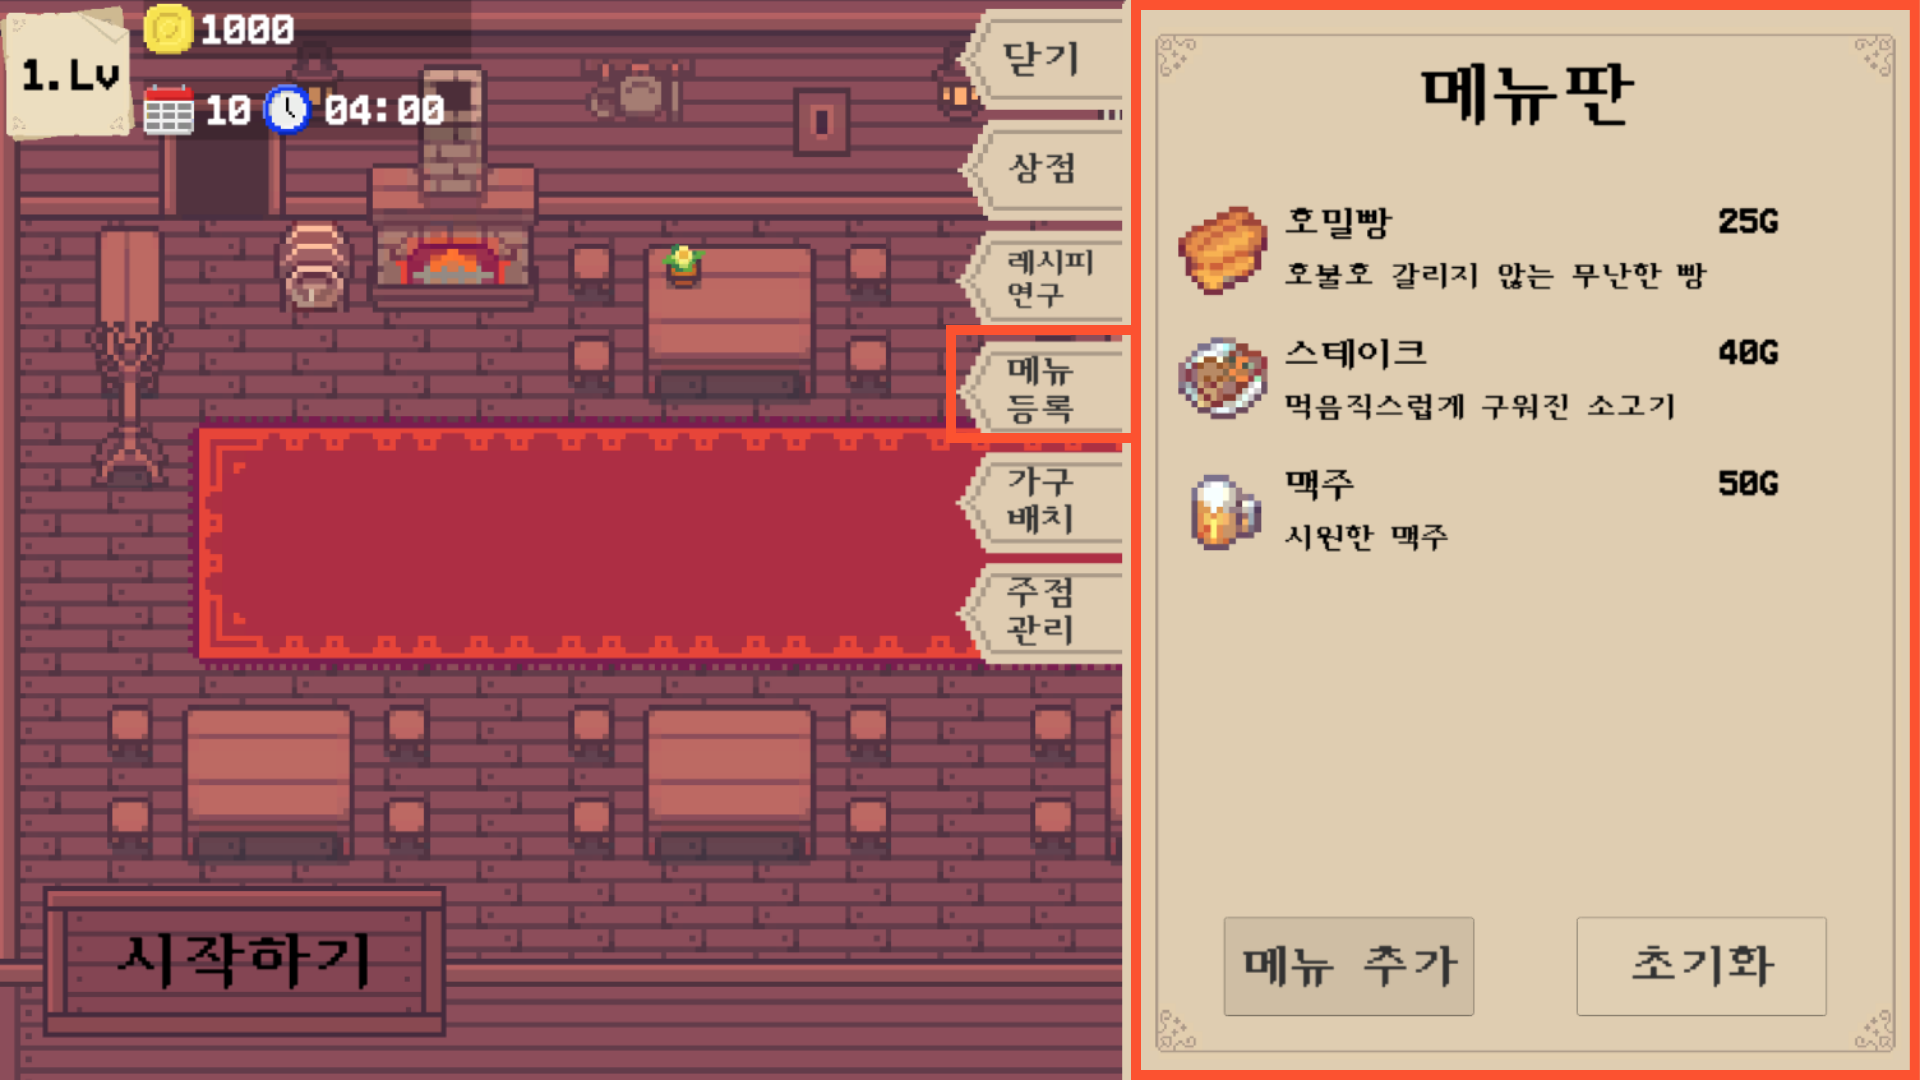 1.Lv
1000
10
04:00
닫기
상점
레시피
연구
메뉴
등록
가구
배치
주점
관리
시작하기
메뉴판
호밀빵 25G
호불호 갈리지 않는 무난한 빵
스테이크 40G
먹음직스럽게 구워진 소고기
맥주 50G
시원한 맥주
메뉴 추가
초기화